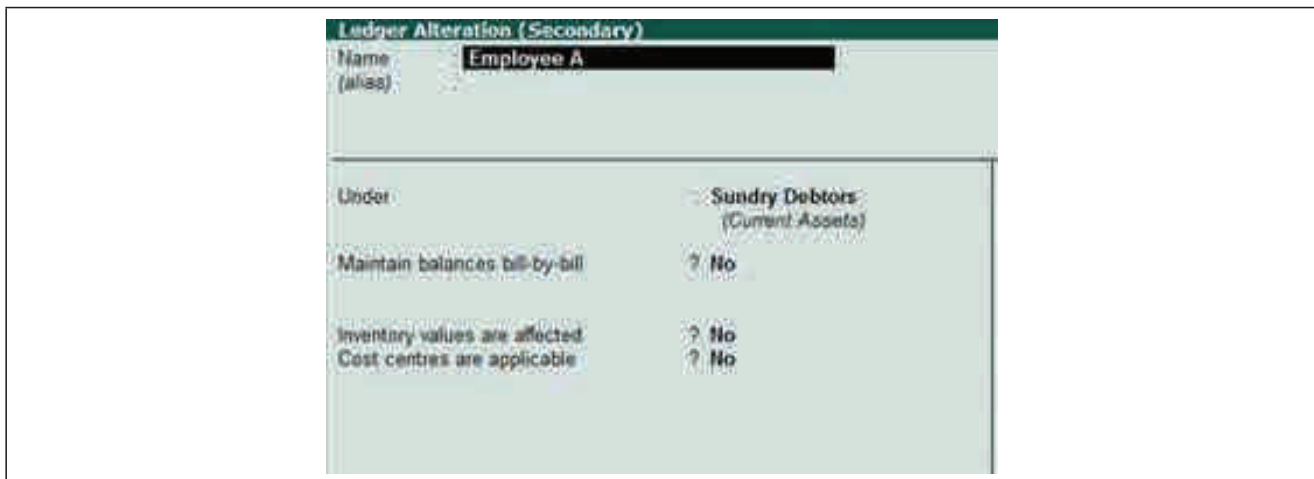 Ledger Alteration (Secondary)
Name : Employee A
(alias) :
Under : Sundry Debtors
(Current Assets)
Maintain balances bill-by-bill ? No
Inventory values are affected ? No
Cost centres are applicable ? No